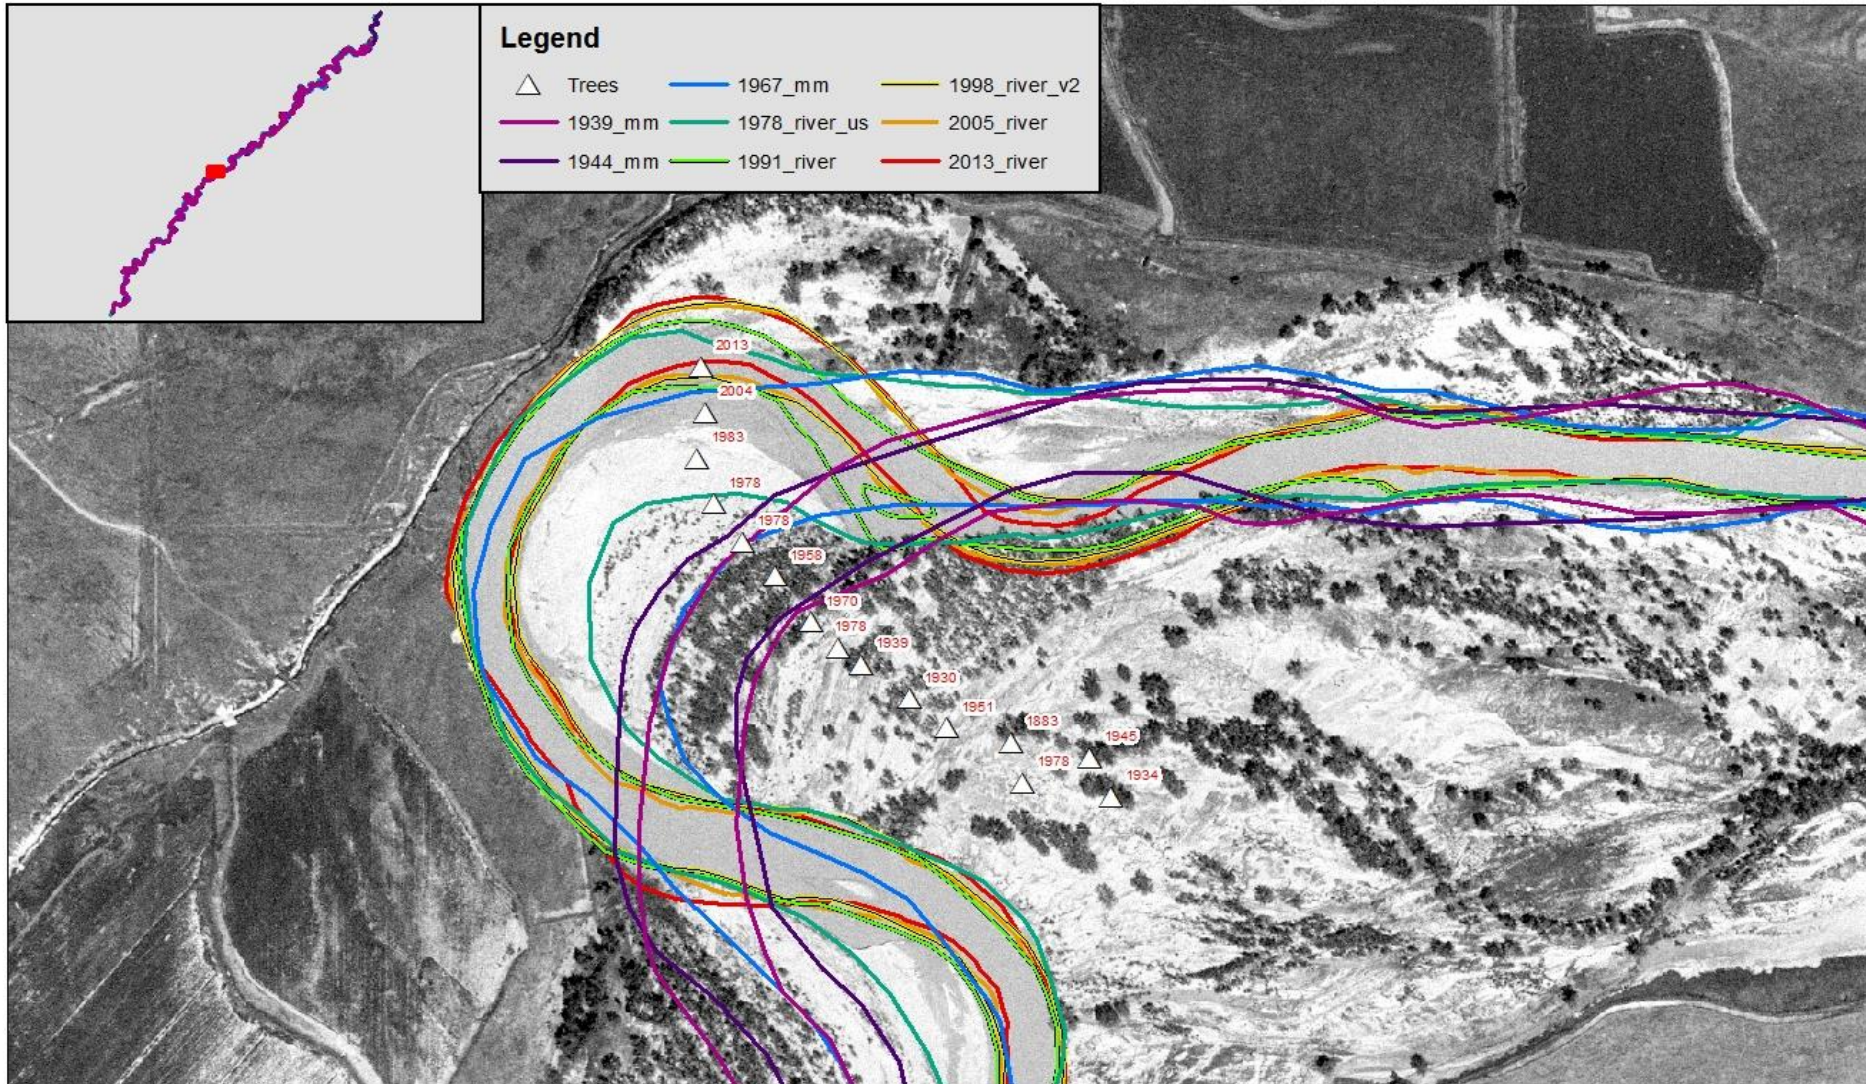 Legend
Trees
1967_mm
1998_river_v2
1939_mm
1978_river_us
2005_river
1944_mm
1991_river
2013_river
2013
2004
1983
1978
1978
1958
1970
1978
1939
1930
1951
1883
1945
1978
1934